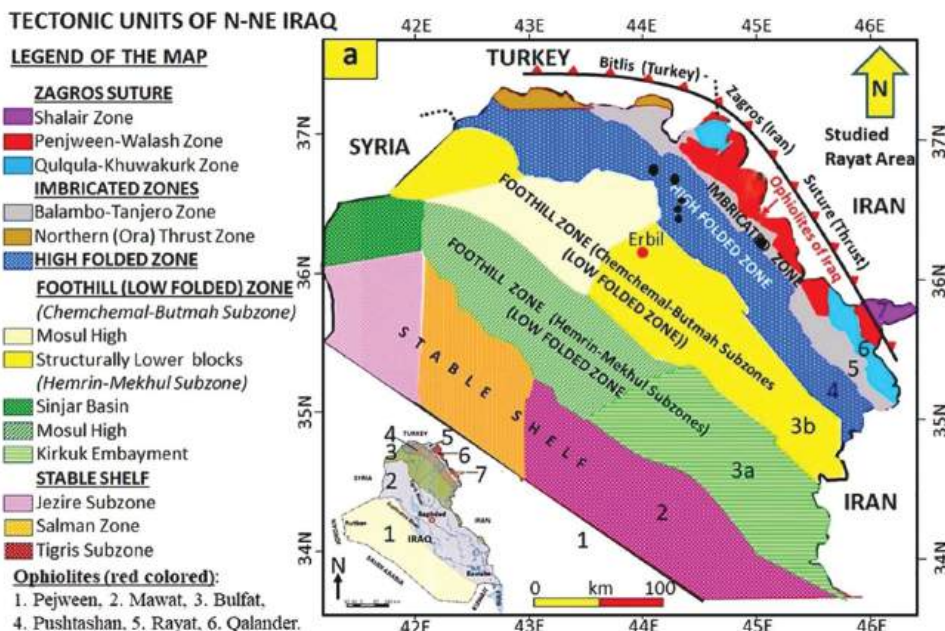 TECTONIC UNITS OF N-NE IRAQ
LEGEND OF THE MAP
ZAGROS SUTURE
Shalair Zone
Penjween-Walash Zone
Qulqula-Khuwakurk Zone
IMBRICATED ZONES
Balambo-Tanjero Zone
Northern (Ora) Thrust Zone
HIGH FOLDED ZONE
FOOTHILL (LOW FOLDED) ZONE
(Chemchemal-Butmah Subzone)
Mosul High
Structurally Lower blocks
(Hemrin-Mekhul Subzone)
Sinjar Basin
Mosul High
Kirkuk Embayment
STABLE SHELF
Jezire Subzone
Salman Zone
Tigris Subzone
Ophiolites (red colored):
1. Pejween, 2. Mawat, 3. Bulfat,
4. Pushtashan, 5. Rayat, 6. Qalander.
42E 43E 44E 45E 46E
a
TURKEY
Bitlis (Turkey)
Zagros (Iran)
Suture (Thrust)
N
Studied
Rayat Area
37N
SYRIA
IRAN
HIGH FOLDED ZONE
IMBRICATED ZONE
Ophiolites of Iraq
Erbil
FOOTHILL ZONE (Chemchemal-Butmah Subzones
(LOW FOLDED ZONE))
36N
36N
FOOTHILL ZONE (Hemrin-Mekhul Subzones)
(LOW FOLDED ZONE
STABLE SHELF
7
6
5
4
3b
3a
2
1
35N
35N
IRAN
34N
34N
4 TURKEY 5
3 6
7
SYRIA
2
Baghdad
IRAN
1
IRAQ
SAUDI ARABIA
KUWAIT
N
0 km 100
42E 43E 44E 45E 46E